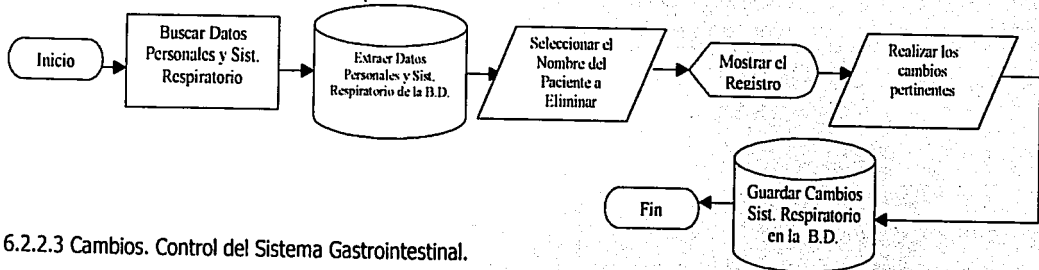 Inicio
Buscar Datos
Personales y Sist.
Respiratorio
Extraer Datos
Personales y Sist.
Respiratorio de la B.D.
Seleccionar el
Nombre del
Paciente a
Eliminar
Mostrar el
Registro
Realizar los
cambios
pertinentes
Guardar Cambios
Sist. Respiratorio
en la B.D.
Fin
6.2.2.3 Cambios. Control del Sistema Gastrointestinal.